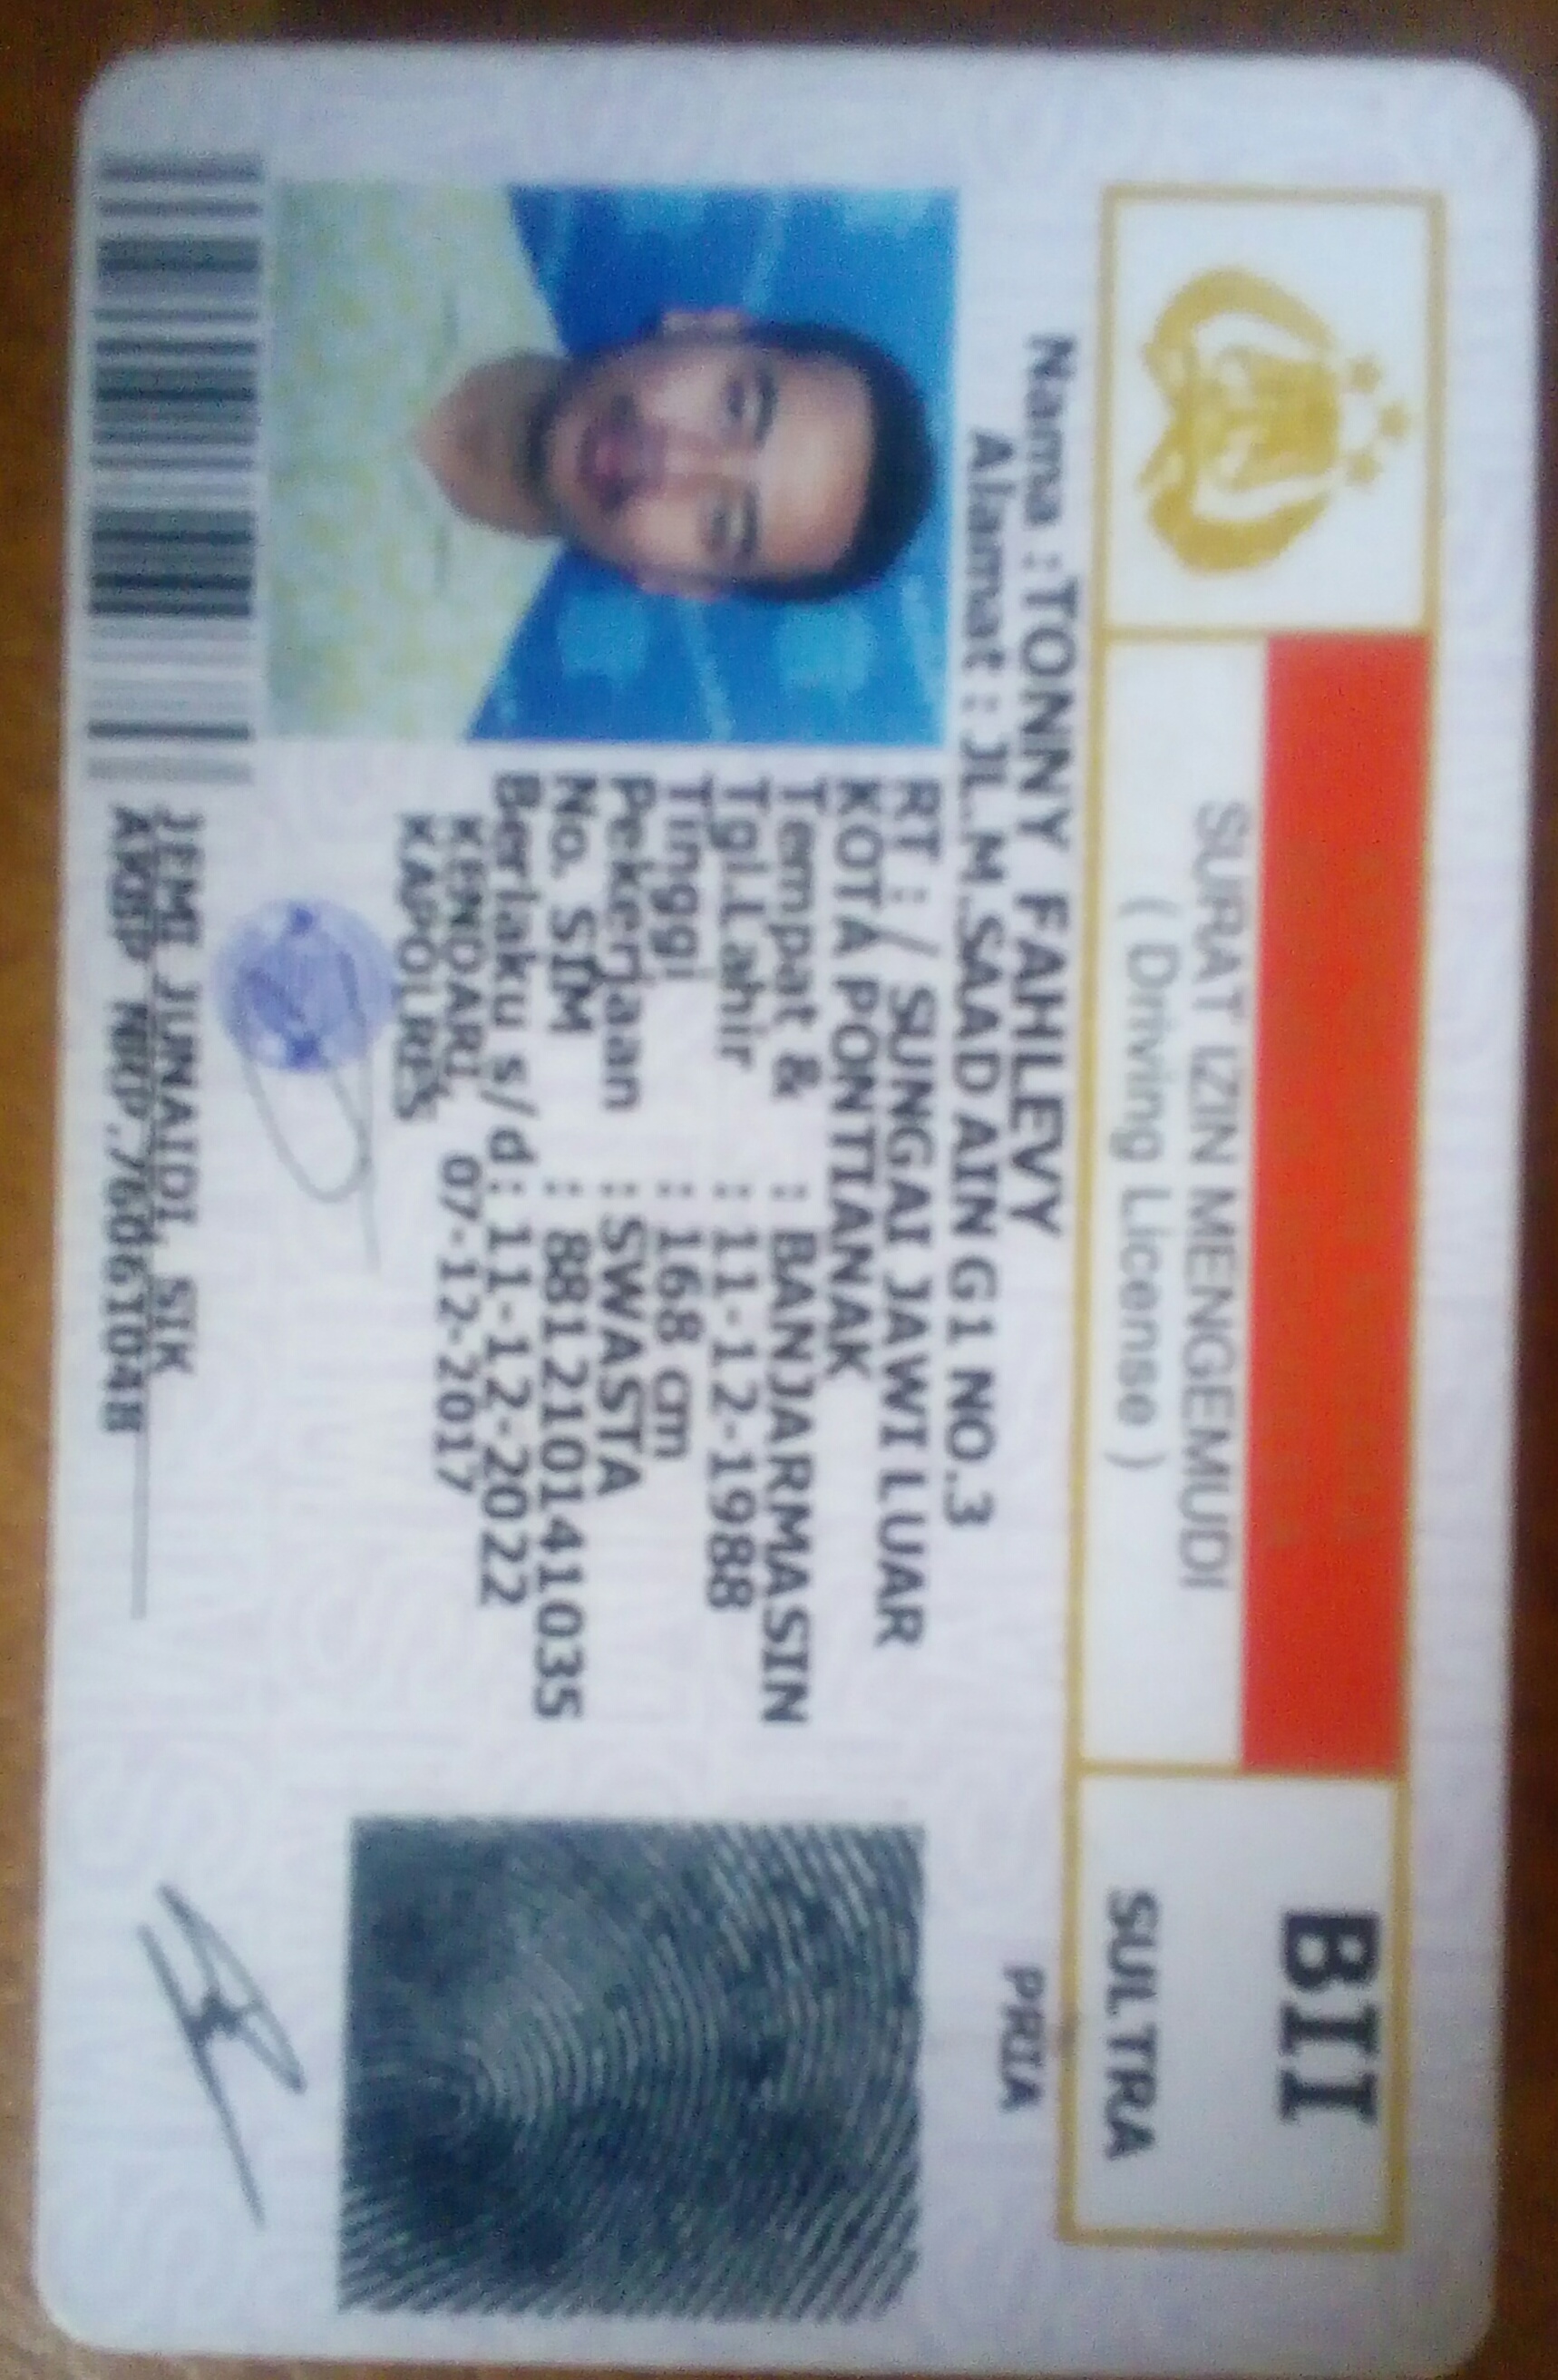 SURAT IZIN MENGEMUDI
( Driving License )
BII
SULTRA
Nama : TONNY FAHLEVY
PRIA
Alamat : JL.M.SAAD AIN G1 NO.3
RT : / SUNGAI JAWI LUAR
KOTA PONTIANAK
Tempat & : BANJARMASIN
Tgl.Lahir : 11-12-1988
Tinggi : 168 cm
Pekerjaan : SWASTA
No. SIM : 881210141035
Berlaku s/d : 11-12-2022
KENDARI, 07-12-2017
KAPOLRES
JEMI JUNAIDI, SIK
AKBP NRP.76061048